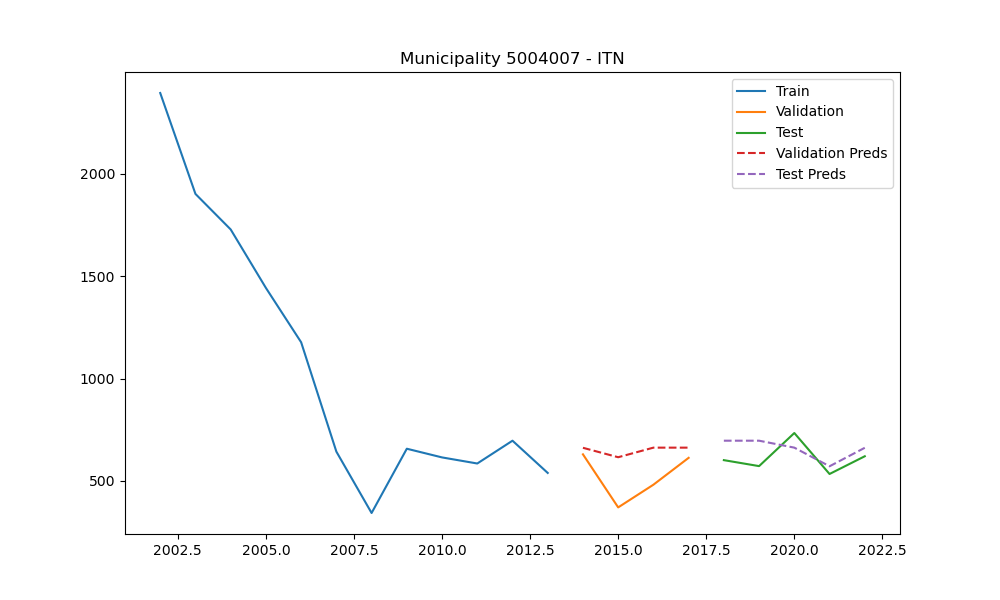 Municipality 5004007 - ITN
Train
Validation
Test
Validation Preds
Test Preds
2000
1500
1000
500
2002.5 2005.0 2007.5 2010.0 2012.5 2015.0 2017.5 2020.0 2022.5